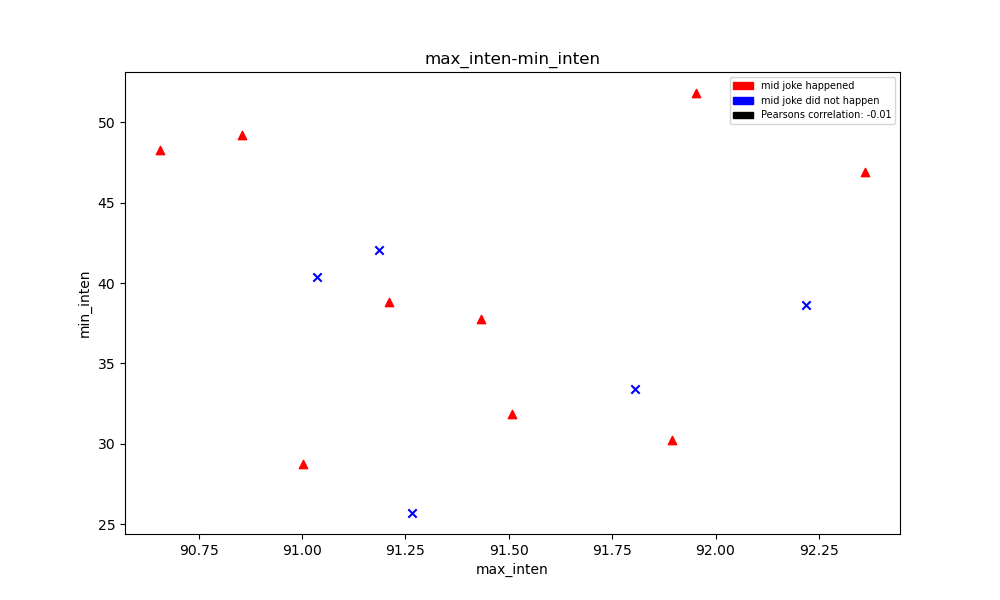 max_inten-min_inten
mid joke happened
mid joke did not happen
Pearsons correlation: -0.01
50
45
40
35
30
25
min_inten
90.75 91.00 91.25 91.50 91.75 92.00 92.25
max_inten